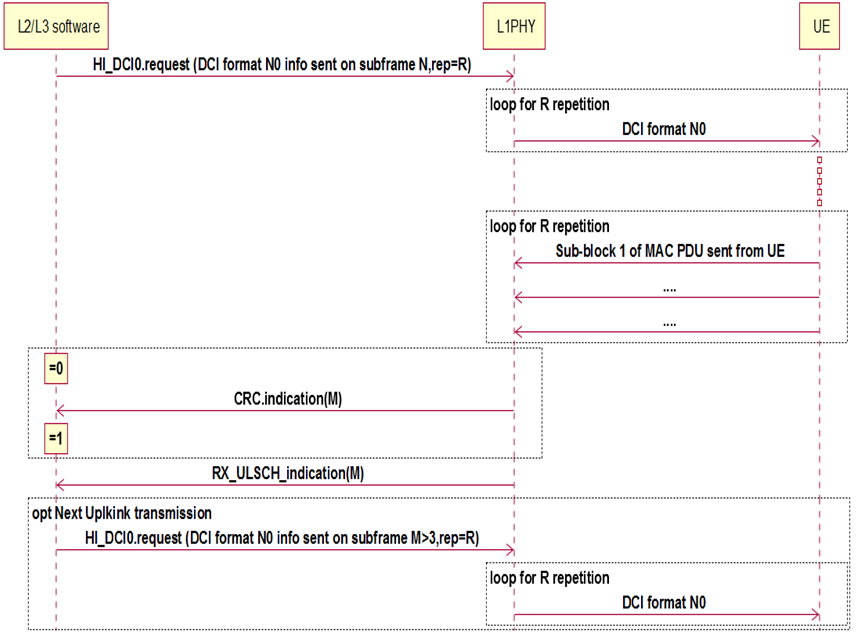 L2/L3 software
L1PHY
UE
HI_DCI0.request (DCI format N0 info sent on subframe N,rep=R)
loop for R repetition
DCI format N0
loop for R repetition
Sub-block 1 of MAC PDU sent from UE
....
....
=0
CRC.indication(M)
=1
RX_ULSCH_indication(M)
opt Next Uplkink transmission
HI_DCI0.request (DCI format N0 info sent on subframe M>3,rep=R)
loop for R repetition
DCI format N0